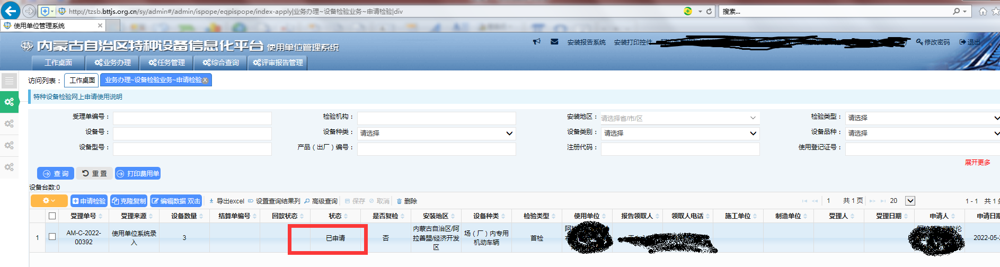 http://tzsb.bttjs.org.cn/sy/admin#/admin/ispope/eqpispope/index-apply|业务办理~设备检验业务~申请检验|div
搜索...
使用单位管理系统
内蒙古自治区特种设备信息化平台 使用单位管理系统
安装报告系统 安装打印控件 修改密码 退出
工作桌面 业务办理 任务管理 综合查询 评审报告管理
访问列表： 工作桌面 业务办理~设备检验业务~申请检验 x
特种设备检验网上申请使用说明
受理单编号： 检验机构： 安装地区： 请选择省/市/区 检验类型： 请选择
设备号： 设备种类： 请选择 设备类别： 请选择 设备品种： 请选择
设备型号： 产品（出厂）编号： 注册代码： 使用登记证号：
展开更多
查 询 重 置 打印费用单
设备台数:0
申请检验 克隆复制 编辑数据 双击 导出excel 设置查询结果列 高级查询 保存 取消 删除 1 共 1 页 20 1 - 1 共 1
受理单号 受理来源 设备数量 结算单编号 回款状态 状态 是否复检 安装地区 设备种类 检验类型 使用单位 报告领取人 领取人电话 施工单位 制造单位 受理人 受理日期 申请人 申请日期
1 AM-C-2022-00392 使用单位系统录入 3 已申请 否 内蒙古自治区/阿拉善盟/经济开发区 场（厂）内专用机动车辆 首检 2022-05-